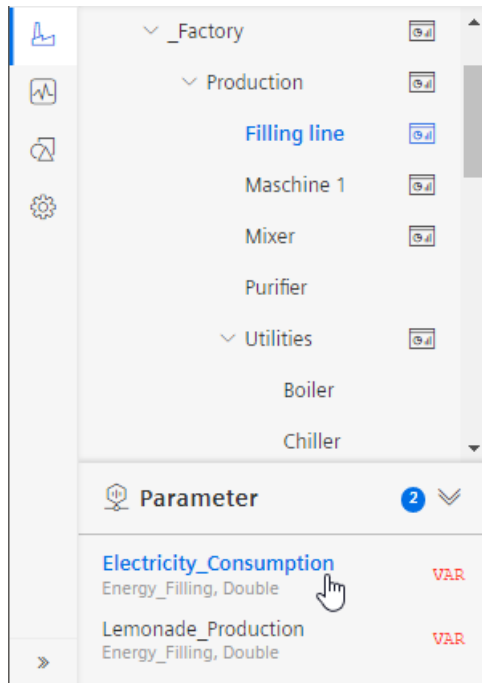 _Factory
Production
Filling line
Maschine 1
Mixer
Purifier
Utilities
Boiler
Chiller
Parameter 2
Electricity_Consumption VAR
Energy_Filling, Double
Lemonade_Production VAR
Energy_Filling, Double